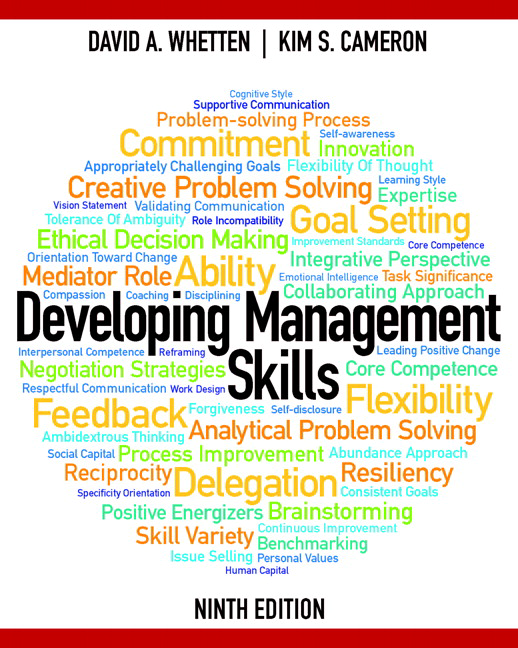 DAVID A. WHETTEN | KIM S. CAMERON
Cognitive Style
Supportive Communication
Problem-solving Process
Commitment Self-awareness
Innovation
Appropriately Challenging Goals Flexibility Of Thought
Creative Problem Solving Learning Style
Expertise
Vision Statement Validating Communication
Tolerance Of Ambiguity Role Incompatibility Goal Setting
Ethical Decision Making Improvement Standards Core Competence
Orientation Toward Change Ability Integrative Perspective
Mediator Role Emotional Intelligence Task Significance
Compassion Coaching Disciplining Collaborating Approach
Developing Management
Interpersonal Competence Reframing Skills Leading Positive Change
Negotiation Strategies Core Competence
Respectful Communication Work Design Flexibility
Feedback Forgiveness Self-disclosure
Ambidextrous Thinking Analytical Problem Solving
Social Capital Process Improvement Abundance Approach
Reciprocity Delegation Resiliency
Specificity Orientation Consistent Goals
Positive Energizers Brainstorming
Skill Variety Continuous Improvement
Benchmarking
Issue Selling Personal Values
Human Capital
NINTH EDITION